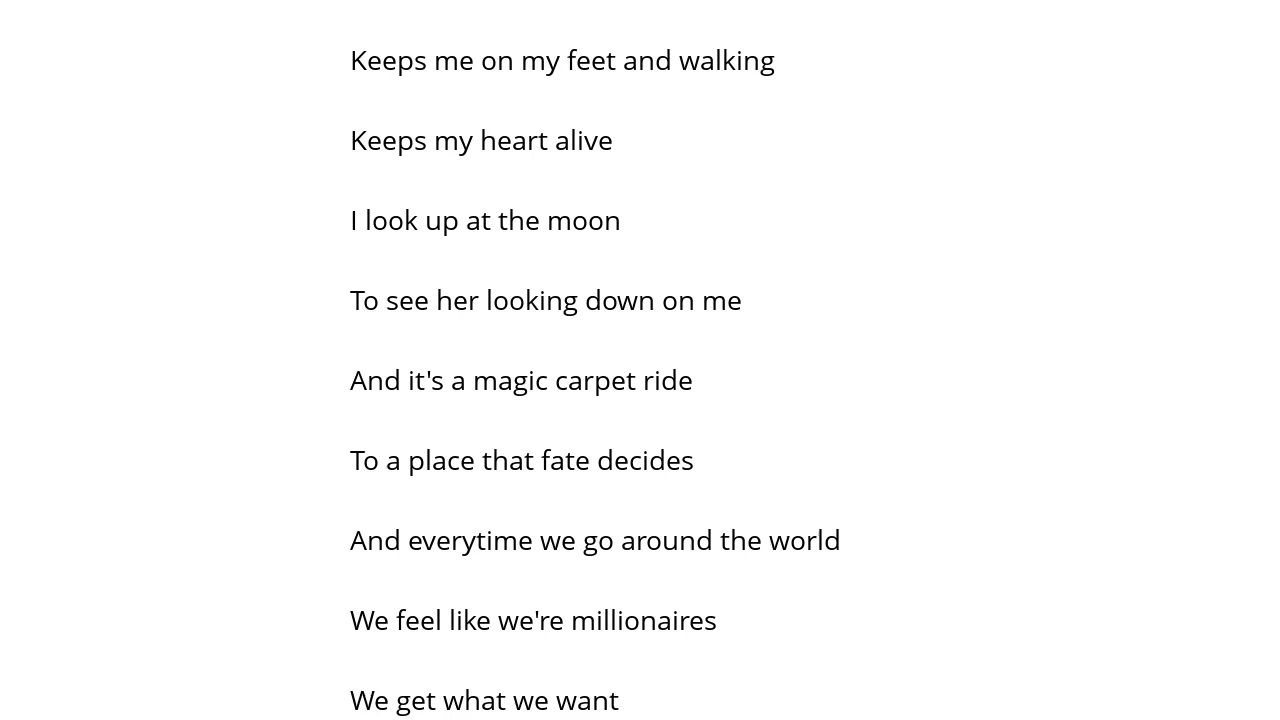 Keeps me on my feet and walking
Keeps my heart alive
I look up at the moon
To see her looking down on me
And it's a magic carpet ride
To a place that fate decides
And everytime we go around the world
We feel like we're millionaires
We get what we want